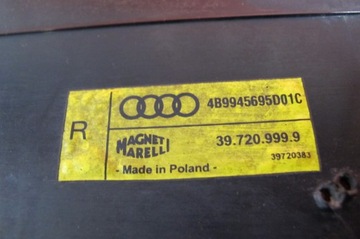 4B9945695D01C
R
MAGNETI
MARELLI
39.720.999.9
39720383
- Made in Poland -